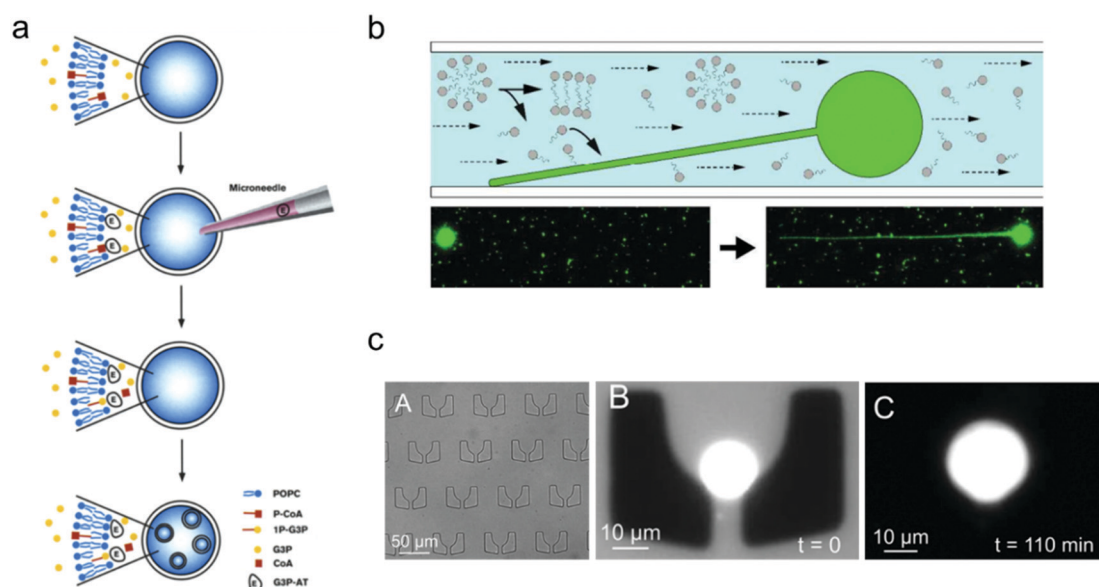 a
Microneedle
E
E
E
E
E
POPC
P-CoA
1P-G3P
G3P
CoA
E
E
G3P-AT
b
c
A
50 µm
B
10 µm
t = 0
C
10 µm
t = 110 min